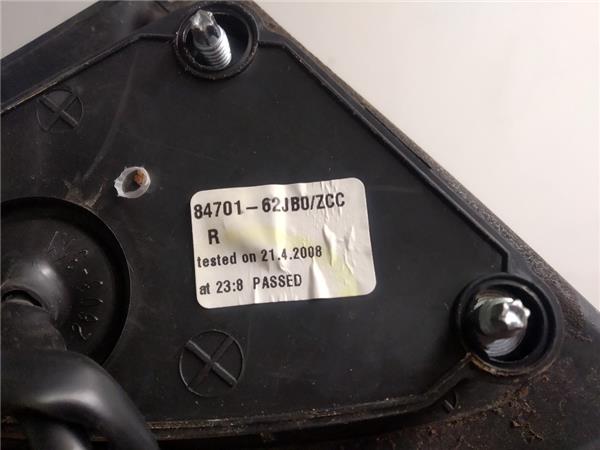 84701-62JB0/ZCC
R
tested on 21.4.2008
at 23:8 PASSED